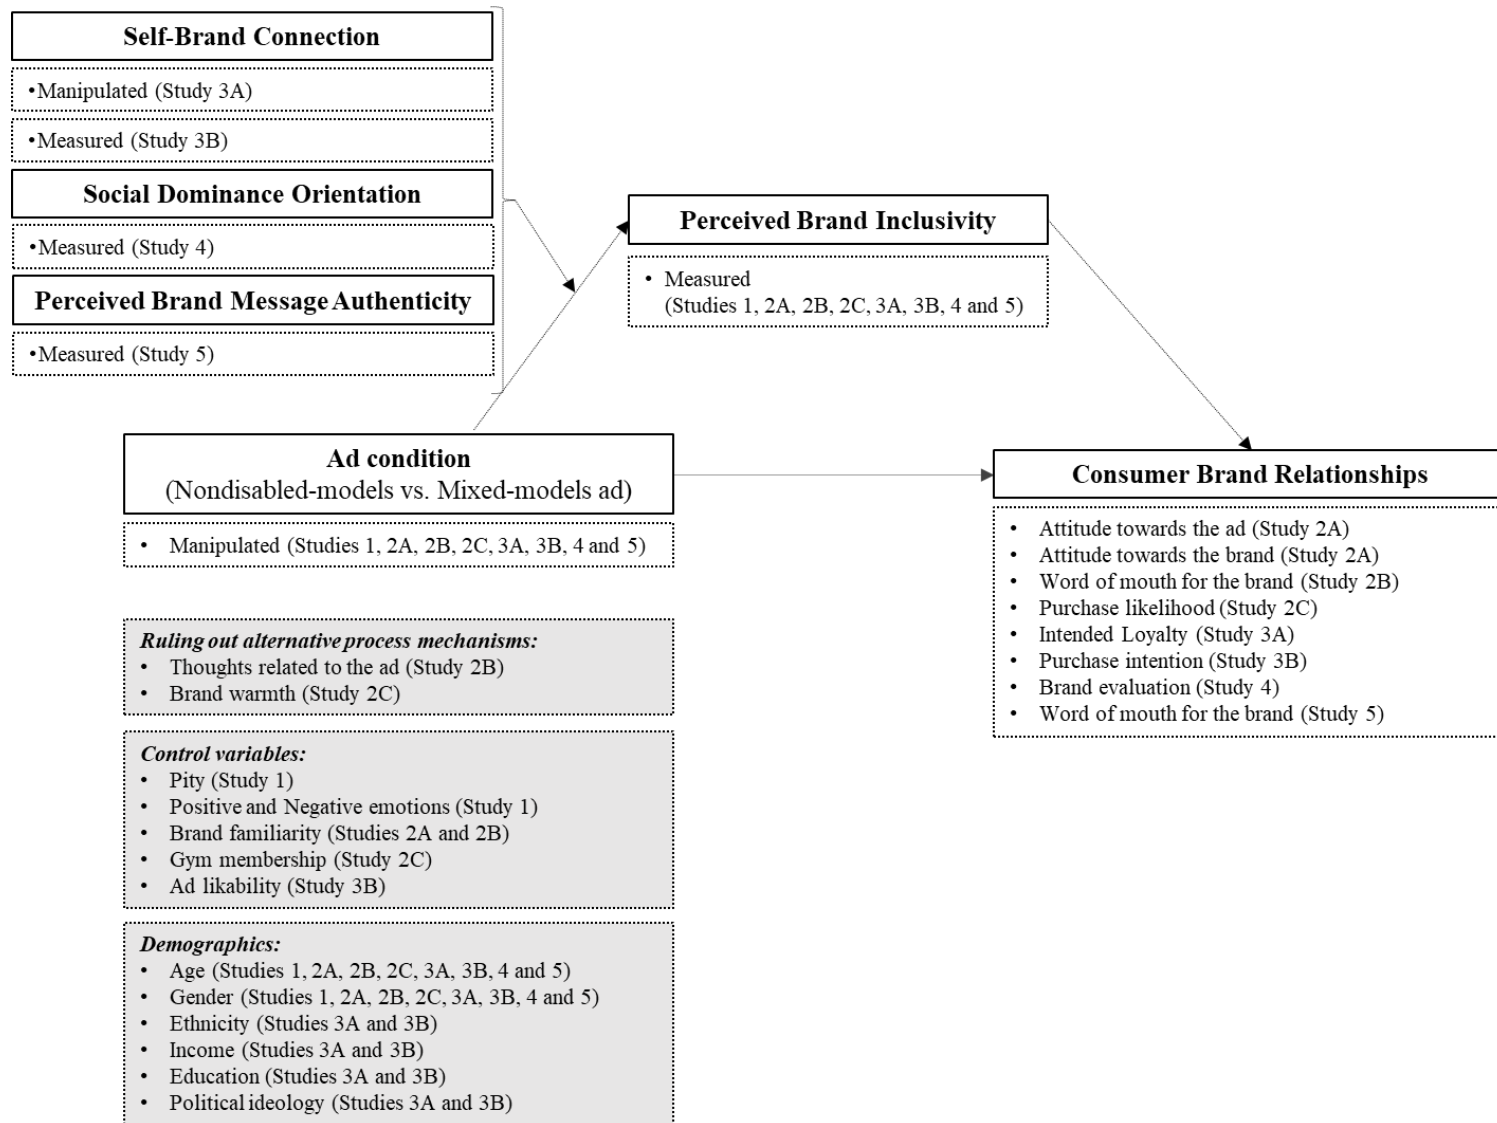 Self-Brand Connection
•Manipulated (Study 3A)
•Measured (Study 3B)
Social Dominance Orientation
•Measured (Study 4)
Perceived Brand Message Authenticity
•Measured (Study 5)
Perceived Brand Inclusivity
• Measured
(Studies 1, 2A, 2B, 2C, 3A, 3B, 4 and 5)
Ad condition
(Nondisabled-models vs. Mixed-models ad)
• Manipulated (Studies 1, 2A, 2B, 2C, 3A, 3B, 4 and 5)
Consumer Brand Relationships
• Attitude towards the ad (Study 2A)
• Attitude towards the brand (Study 2A)
• Word of mouth for the brand (Study 2B)
• Purchase likelihood (Study 2C)
• Intended Loyalty (Study 3A)
• Purchase intention (Study 3B)
• Brand evaluation (Study 4)
• Word of mouth for the brand (Study 5)
Ruling out alternative process mechanisms:
• Thoughts related to the ad (Study 2B)
• Brand warmth (Study 2C)
Control variables:
• Pity (Study 1)
• Positive and Negative emotions (Study 1)
• Brand familiarity (Studies 2A and 2B)
• Gym membership (Study 2C)
• Ad likability (Study 3B)
Demographics:
• Age (Studies 1, 2A, 2B, 2C, 3A, 3B, 4 and 5)
• Gender (Studies 1, 2A, 2B, 2C, 3A, 3B, 4 and 5)
• Ethnicity (Studies 3A and 3B)
• Income (Studies 3A and 3B)
• Education (Studies 3A and 3B)
• Political ideology (Studies 3A and 3B)